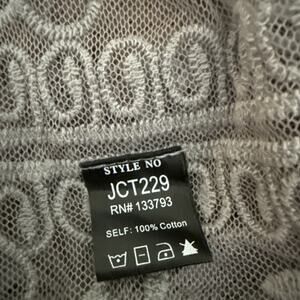 STYLE NO
JCT229
RN# 133793
SELF: 100% Cotton